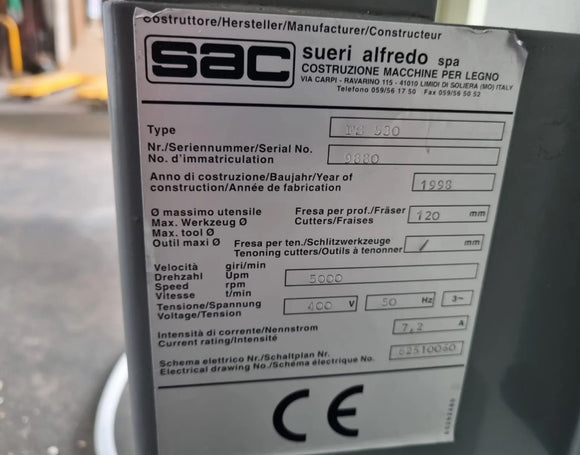 Costruttore/Hersteller/Manufacturer/Constructeur
sac
sueri alfredo spa
COSTRUZIONE MACCHINE PER LEGNO
VIA CARPI - RAVARINO 115 - 41010 LIMIDI DI SOLIERA (MO) ITALY
Telefono 059/56 17 50 Fax 059/56 50 52
Type
Nr./Seriennummer/Serial No.
No. d'immatriculation
Anno di costruzione/Baujahr/Year of
construction/Année de fabrication 1998
Ø massimo utensile
Max. Werkzeug Ø
Max. tool Ø
Outil maxi Ø
Fresa per prof./Fräser
Cutters/Fraises 120 mm
Fresa per ten./Schlitzwerkzeuge
Tenoning cutters/Outils à tenonner / mm
Velocità giri/min
Drehzahl Upm
Speed rpm
Vitesse t/min
5000
Tensione/Spannung
Voltage/Tension
400 V 50 Hz 3~
Intensità di corrente/Nennstrom
Current rating/Intensité
7,2 A
Schema elettrico Nr./Schaltplan Nr.
Electrical drawing No./Schéma électrique No.
62510060
CE